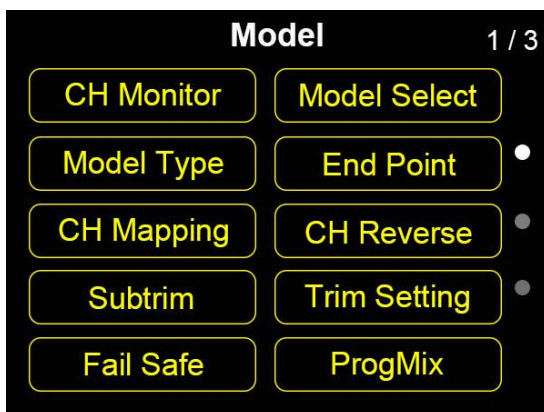 Model
1 / 3
CH Monitor
Model Select
Model Type
End Point
CH Mapping
CH Reverse
Subtrim
Trim Setting
Fail Safe
ProgMix